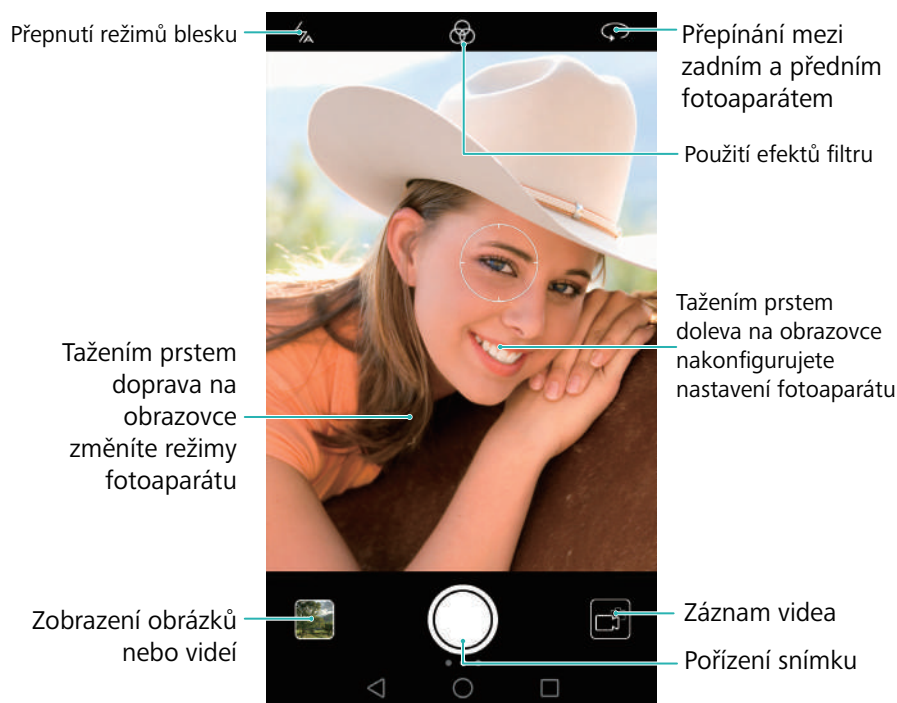 Přepnutí režimů blesku
Přepínání mezi
zadním a předním
fotoaparátem
Použití efektů filtru
Tažením prstem
doleva na obrazovce
nakonfigurujete
nastavení fotoaparátu
Tažením prstem
doprava na
obrazovce
změníte režimy
fotoaparátu
Zobrazení obrázků
nebo videí
Záznam videa
Pořízení snímku